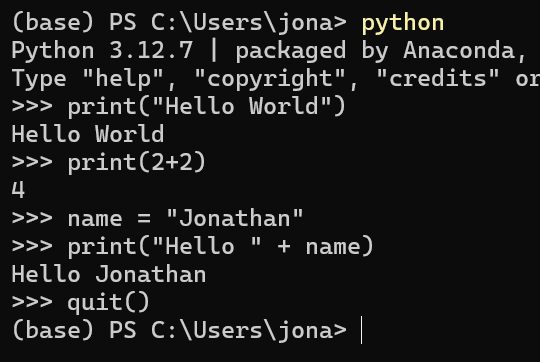 (base) PS C:\Users\jona> python
Python 3.12.7 | packaged by Anaconda,
Type "help", "copyright", "credits" or
>>> print("Hello World")
Hello World
>>> print(2+2)
4
>>> name = "Jonathan"
>>> print("Hello " + name)
Hello Jonathan
>>> quit()
(base) PS C:\Users\jona>